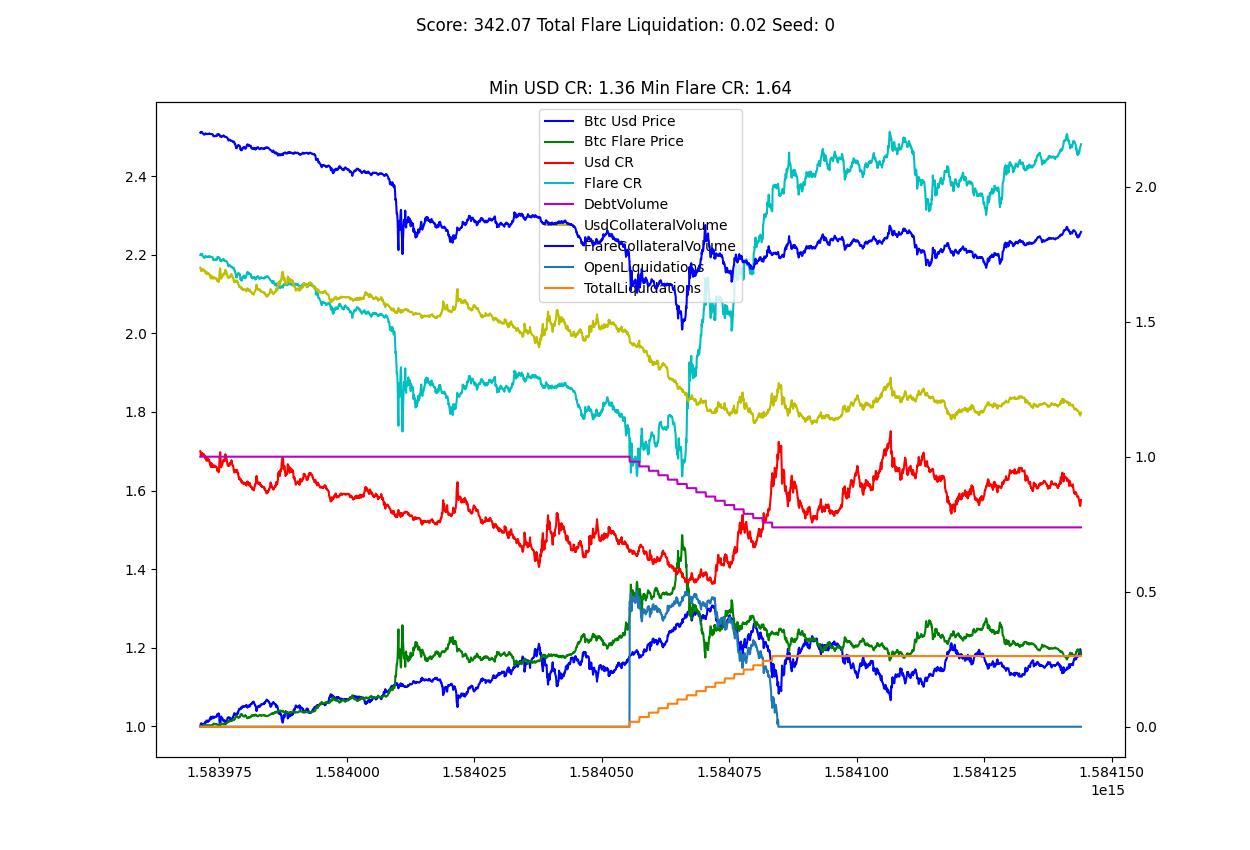 Score: 342.07 Total Flare Liquidation: 0.02 Seed: 0
Min USD CR: 1.36 Min Flare CR: 1.64
Btc Usd Price
Btc Flare Price
Usd CR
Flare CR
DebtVolume
UsdCollateralVolume
FlareCollateralVolume
OpenLiquidations
TotalLiquidations
2.4
2.2
2.0
1.8
1.6
1.4
1.2
1.0
2.0
1.5
1.0
0.5
0.0
1.583975 1.584000 1.584025 1.584050 1.584075 1.584100 1.584125 1.584150
1e15